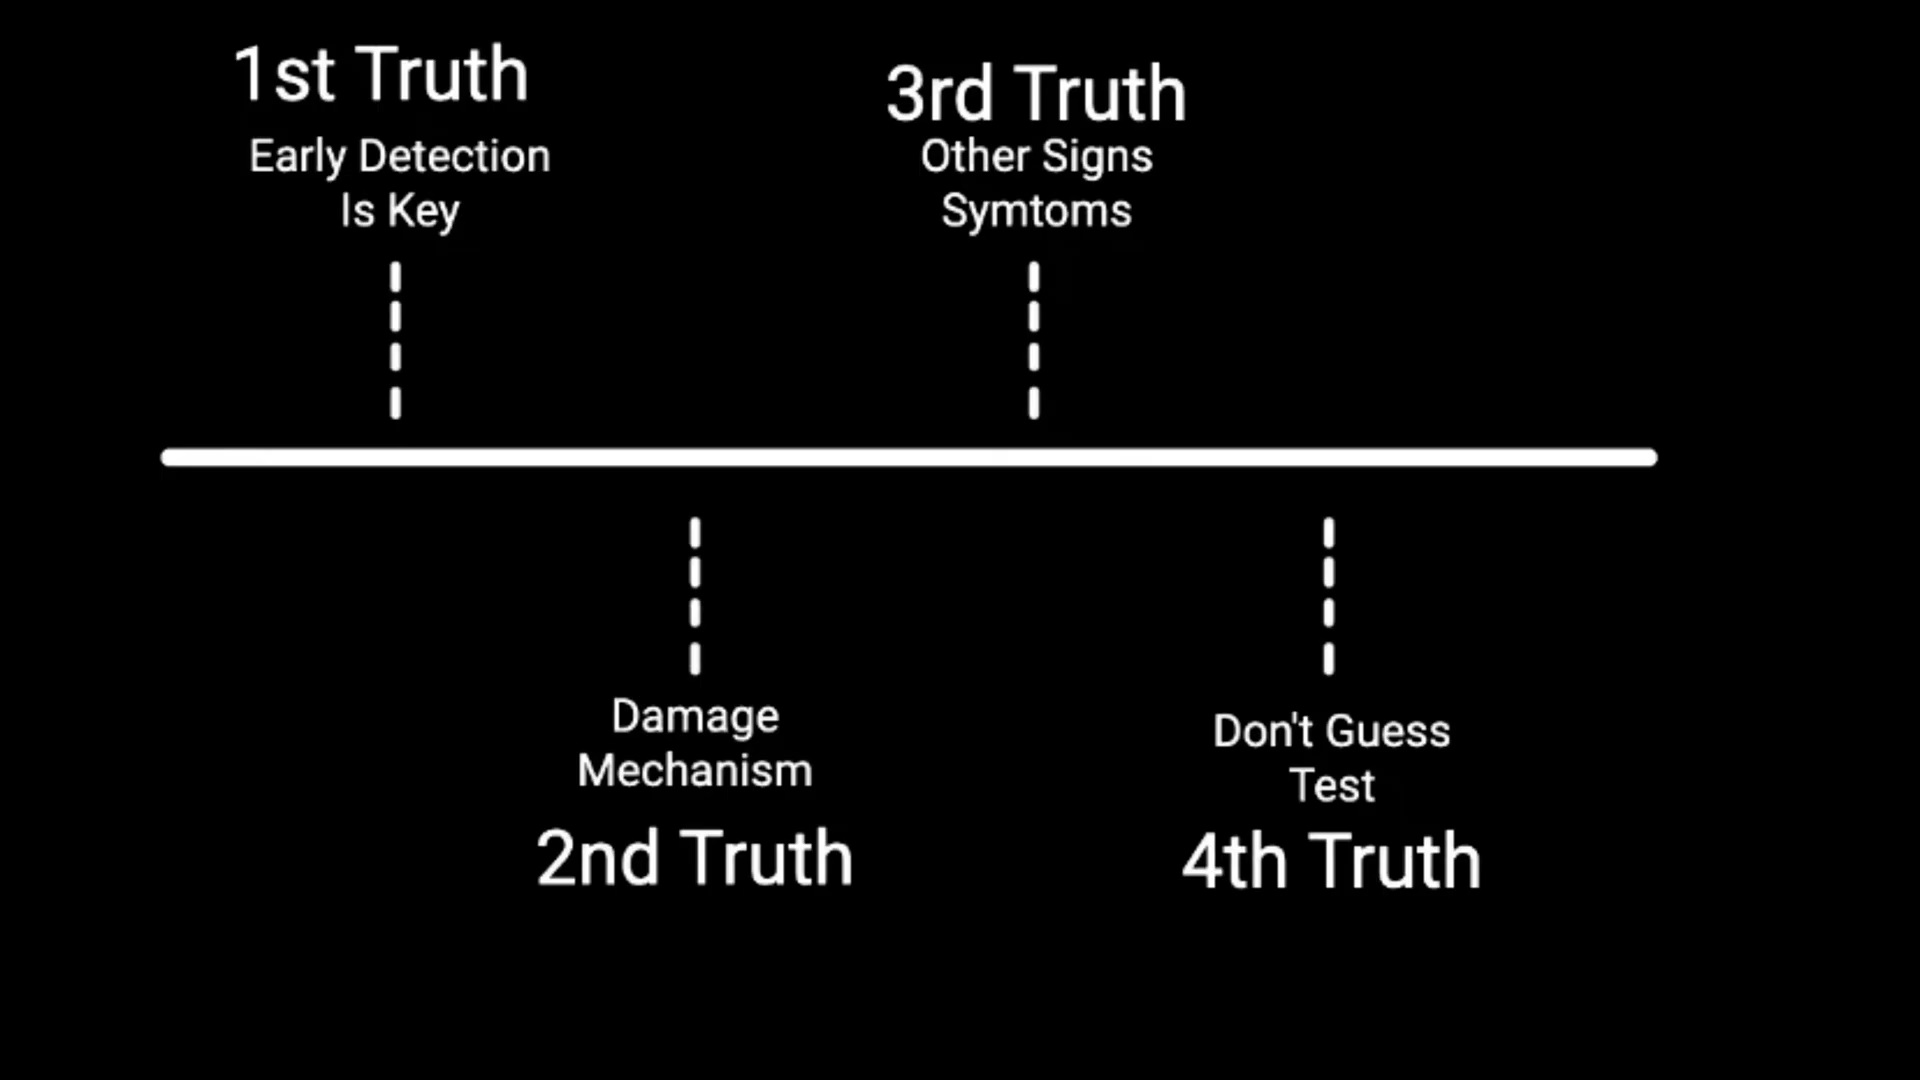 1st Truth
Early Detection
Is Key
3rd Truth
Other Signs
Symtoms
Damage
Mechanism
2nd Truth
Don't Guess
Test
4th Truth